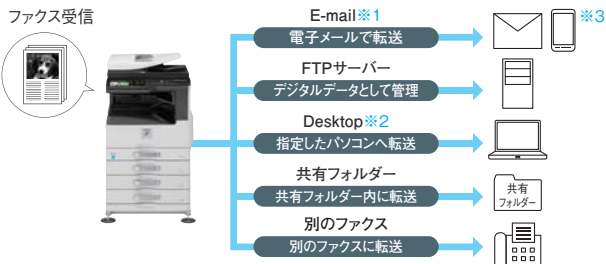 ファクス受信
E-mail※1
電子メールで転送
※3
FTPサーバー
デジタルデータとして管理
Desktop※2
指定したパソコンへ転送
共有フォルダー
共有フォルダー内に転送
共有
フォルダー
別のファクス
別のファクスに転送